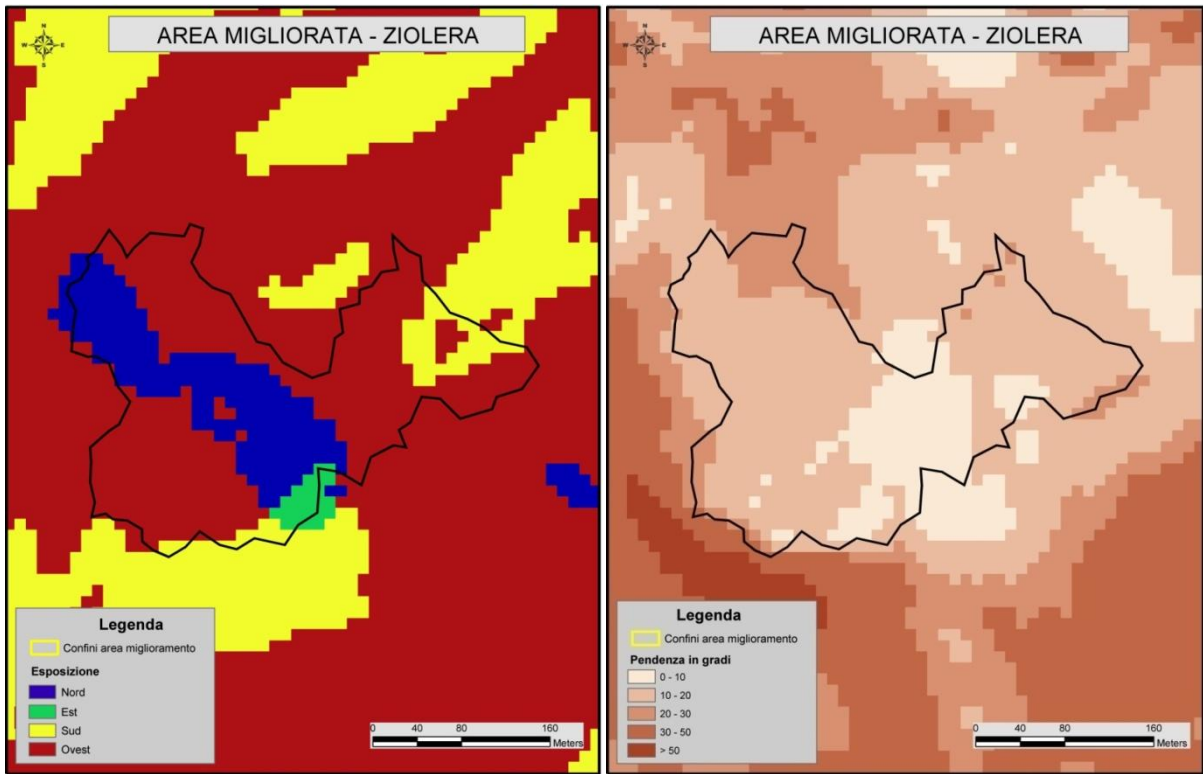 AREA MIGLIORATA - ZIOLERA
N
W E
S
Legenda
Confini area miglioramento
Esposizione
Nord
Est
Sud
Ovest
0 40 80 160
Meters
AREA MIGLIORATA - ZIOLERA
N
W E
S
Legenda
Confini area miglioramento
Pendenza in gradi
0 - 10
10 - 20
20 - 30
30 - 50
> 50
0 40 80 160
Meters